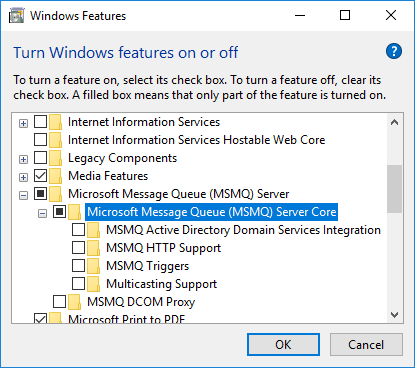 Windows Features
Turn Windows features on or off
?
To turn a feature on, select its check box. To turn a feature off, clear its
check box. A filled box means that only part of the feature is turned on.
Internet Information Services
Internet Information Services Hostable Web Core
Legacy Components
Media Features
Microsoft Message Queue (MSMQ) Server
Microsoft Message Queue (MSMQ) Server Core
MSMQ Active Directory Domain Services Integration
MSMQ HTTP Support
MSMQ Triggers
Multicasting Support
MSMQ DCOM Proxy
Microsoft Print to PDF
OK Cancel